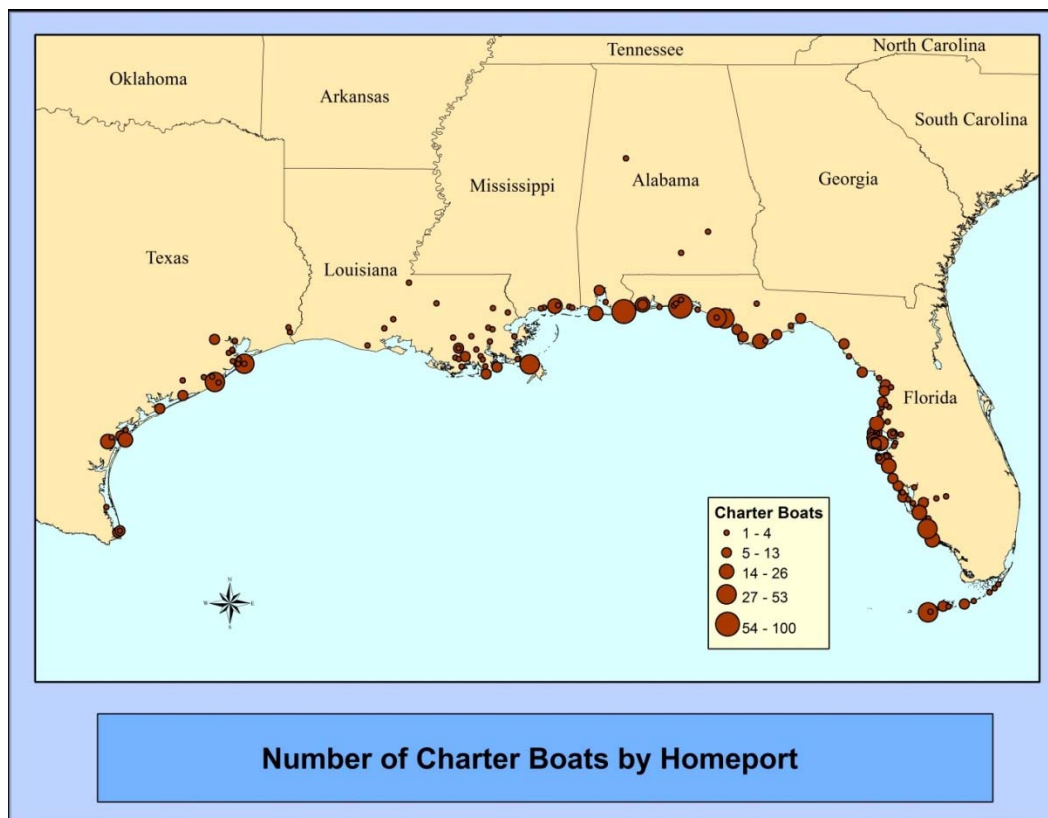 Tennessee
North Carolina
Oklahoma
Arkansas
South Carolina
Mississippi
Alabama
Georgia
Texas
Louisiana
Florida
Charter Boats
1 - 4
5 - 13
14 - 26
27 - 53
54 - 100
N
W E
S
Number of Charter Boats by Homeport